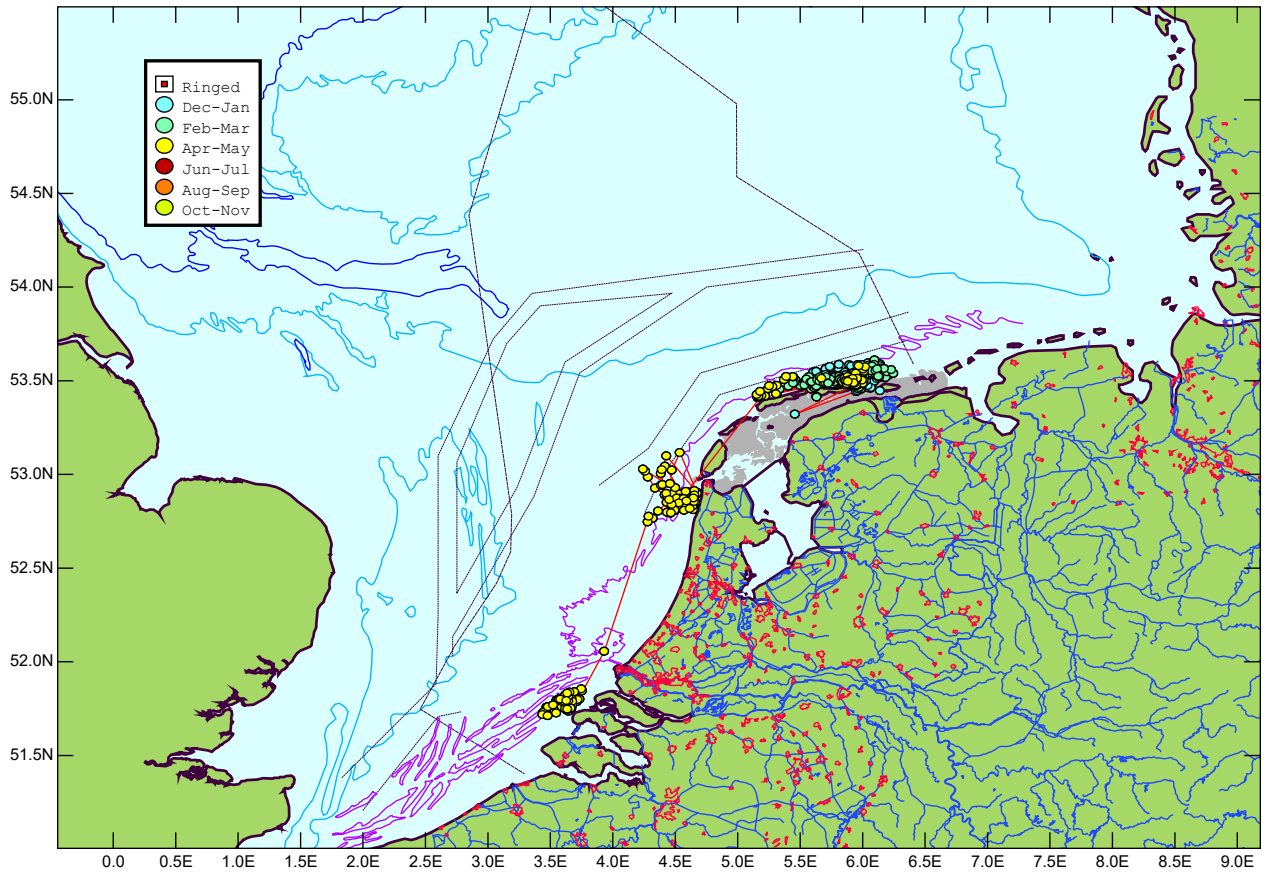 55.0N
Ringed
Dec-Jan
Feb-Mar
Apr-May
Jun-Jul
Aug-Sep
Oct-Nov
54.5N
54.0N
53.5N
53.0N
52.5N
52.0N
51.5N
0.0 0.5E 1.0E 1.5E 2.0E 2.5E 3.0E 3.5E 4.0E 4.5E 5.0E 5.5E 6.0E 6.5E 7.0E 7.5E 8.0E 8.5E 9.0E